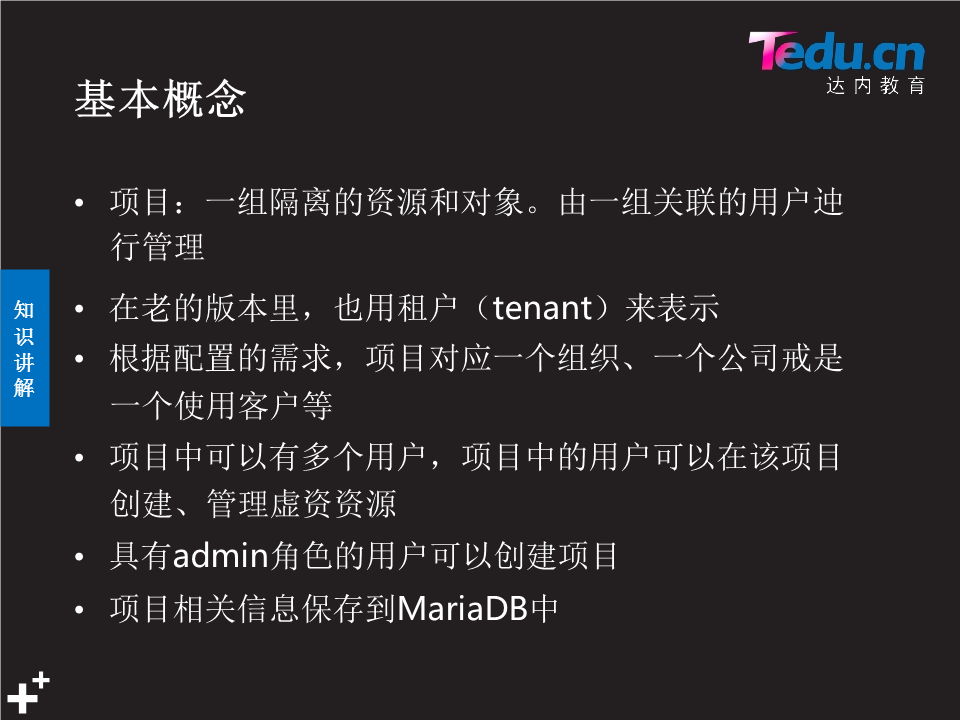 Tedu.cn
达内教育
基本概念
• 项目：一组隔离的资源和对象。由一组关联的用户迚
行管理
• 在老的版本里，也用租户（tenant）来表示
• 根据配置的需求，项目对应一个组织、一个公司戒是
一个使用客户等
• 项目中可以有多个用户，项目中的用户可以在该项目
创建、管理虚资资源
• 具有admin角色的用户可以创建项目
• 项目相关信息保存到MariaDB中
知
识
讲
解